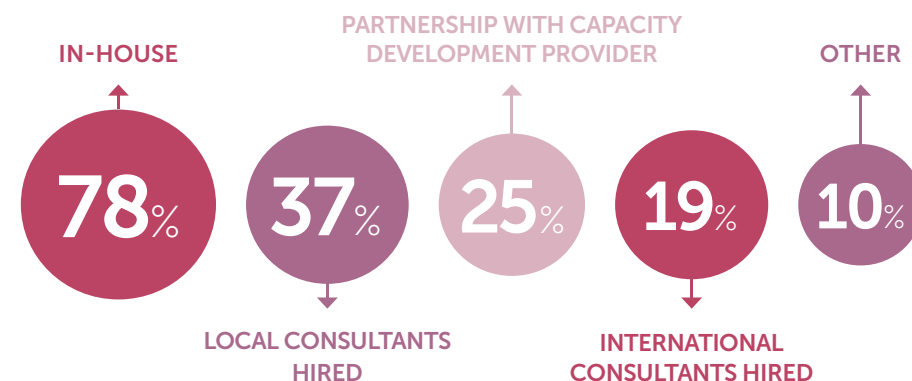 PARTNERSHIP WITH CAPACITY
DEVELOPMENT PROVIDER
IN-HOUSE
OTHER
78%
37%
25%
19%
10%
LOCAL CONSULTANTS
HIRED
INTERNATIONAL
CONSULTANTS HIRED